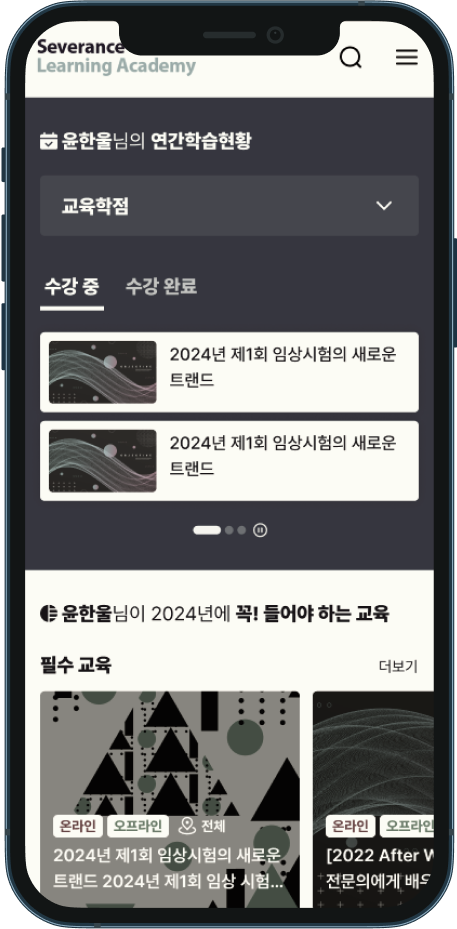 Severance
Learning Academy
윤한울님의 연간학습현황
교육학점
수강 중
수강 완료
2024년 제1회 임상시험의 새로운
트랜드
2024년 제1회 임상시험의 새로운
트랜드
윤한울님이 2024년에 꼭! 들어야 하는 교육
필수 교육
더보기
온라인 오프라인 전체
2024년 제1회 임상시험의 새로운
트랜드 2024년 제1회 임상 시험...
온라인 오프라인
[2022 After W
전문의에게 배우